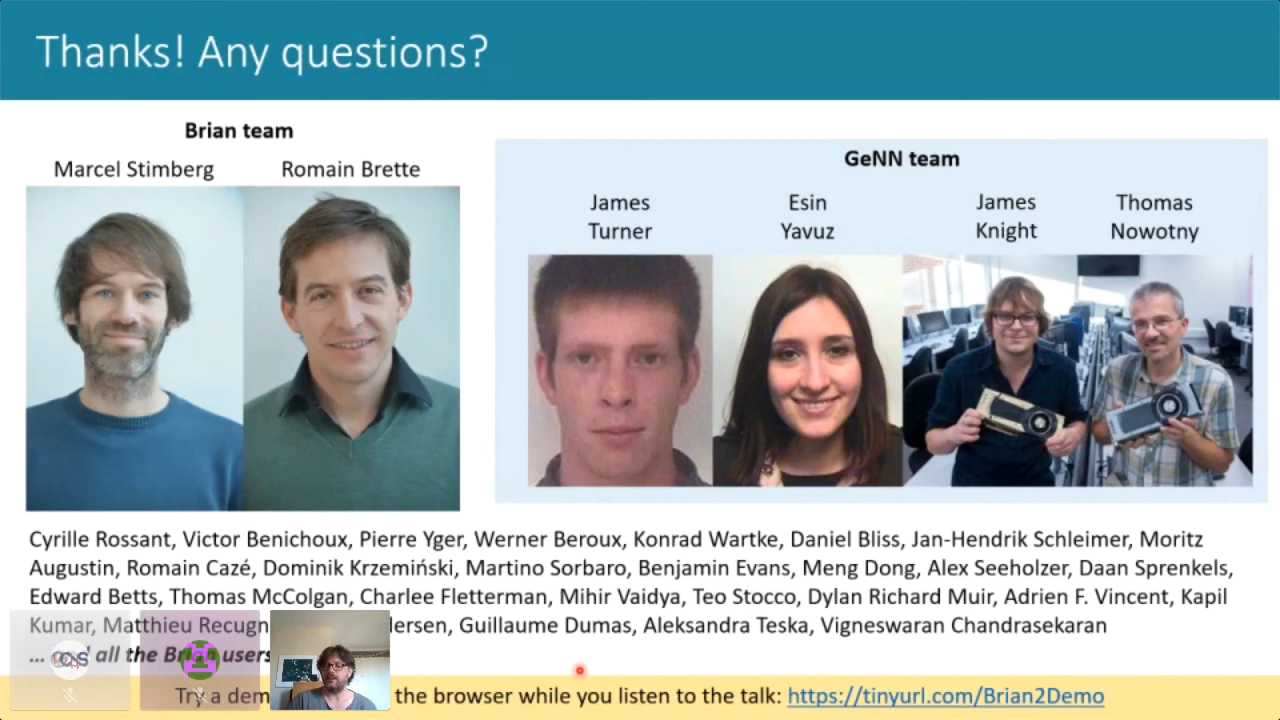 Thanks! Any questions?
Brian team
Marcel Stimberg Romain Brette
GeNN team
James Turner
Esin Yavuz
James Knight
Thomas Nowotny
Cyrille Rossant, Victor Benichoux, Pierre Yger, Werner Beroux, Konrad Wartke, Daniel Bliss, Jan-Hendrik Schleimer, Moritz
Augustin, Romain Cazé, Dominik Krzemiński, Martino Sorbaro, Benjamin Evans, Meng Dong, Alex Seeholzer, Daan Sprenkels,
Edward Betts, Thomas McColgan, Charlee Fletterman, Mihir Vaidya, Teo Stocco, Dylan Richard Muir, Adrien F. Vincent, Kapil
Kumar, Matthieu Guillaume Dumas, Aleksandra Teska, Vigneswaran Chandrasekaran
... all the Brian users
Try a the browser while you listen to the talk: https://tinyurl.com/Brian2Demo